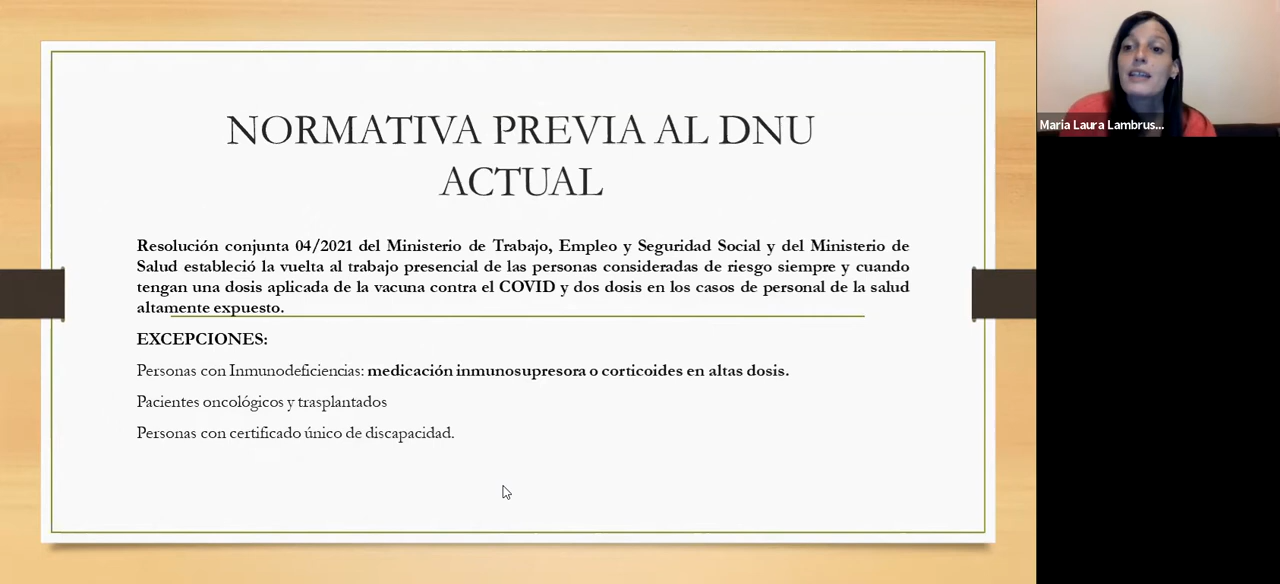 NORMATIVA PREVIA AL DNU
ACTUAL
Resolución conjunta 04/2021 del Ministerio de Trabajo, Empleo y Seguridad Social y del Ministerio de
Salud estableció la vuelta al trabajo presencial de las personas consideradas de riesgo siempre y cuando
tengan una dosis aplicada de la vacuna contra el COVID y dos dosis en los casos de personal de la salud
altamente expuesto.
EXCEPCIONES:
Personas con Inmunodeficiencias: medicación inmunosupresora o corticoides en altas dosis.
Pacientes oncológicos y trasplantados
Personas con certificado único de discapacidad.
Maria Laura Lambrus...